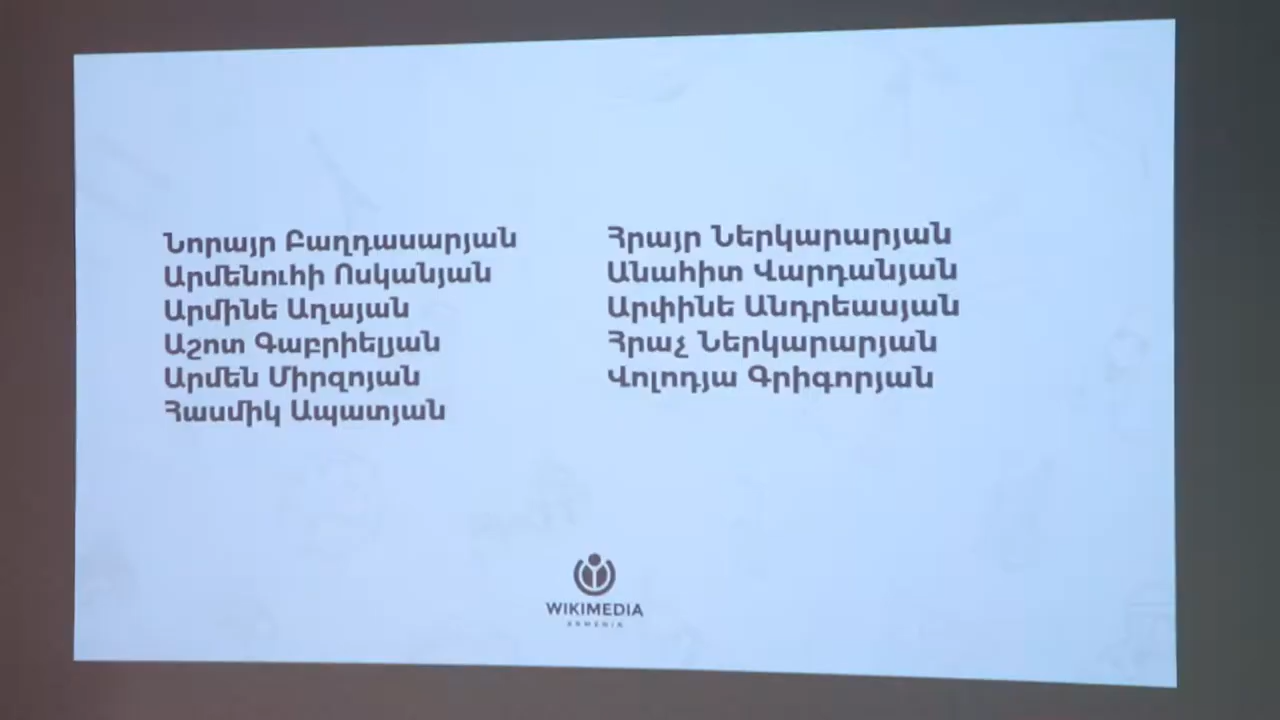 Նորայր Բաղդասարյան
Արմենուհի Ոսկանյան
Արմինե Աղայան
Աշոտ Գաբրիելյան
Արմեն Միրզոյան
Հասմիկ Ապատյան
Հրայր Ներկարարյան
Անահիտ Վարդանյան
Արփինե Անդրեասյան
Հրաչ Ներկարարյան
Վոլոդյա Գրիգորյան
WIKIMEDIA
ARMENIA